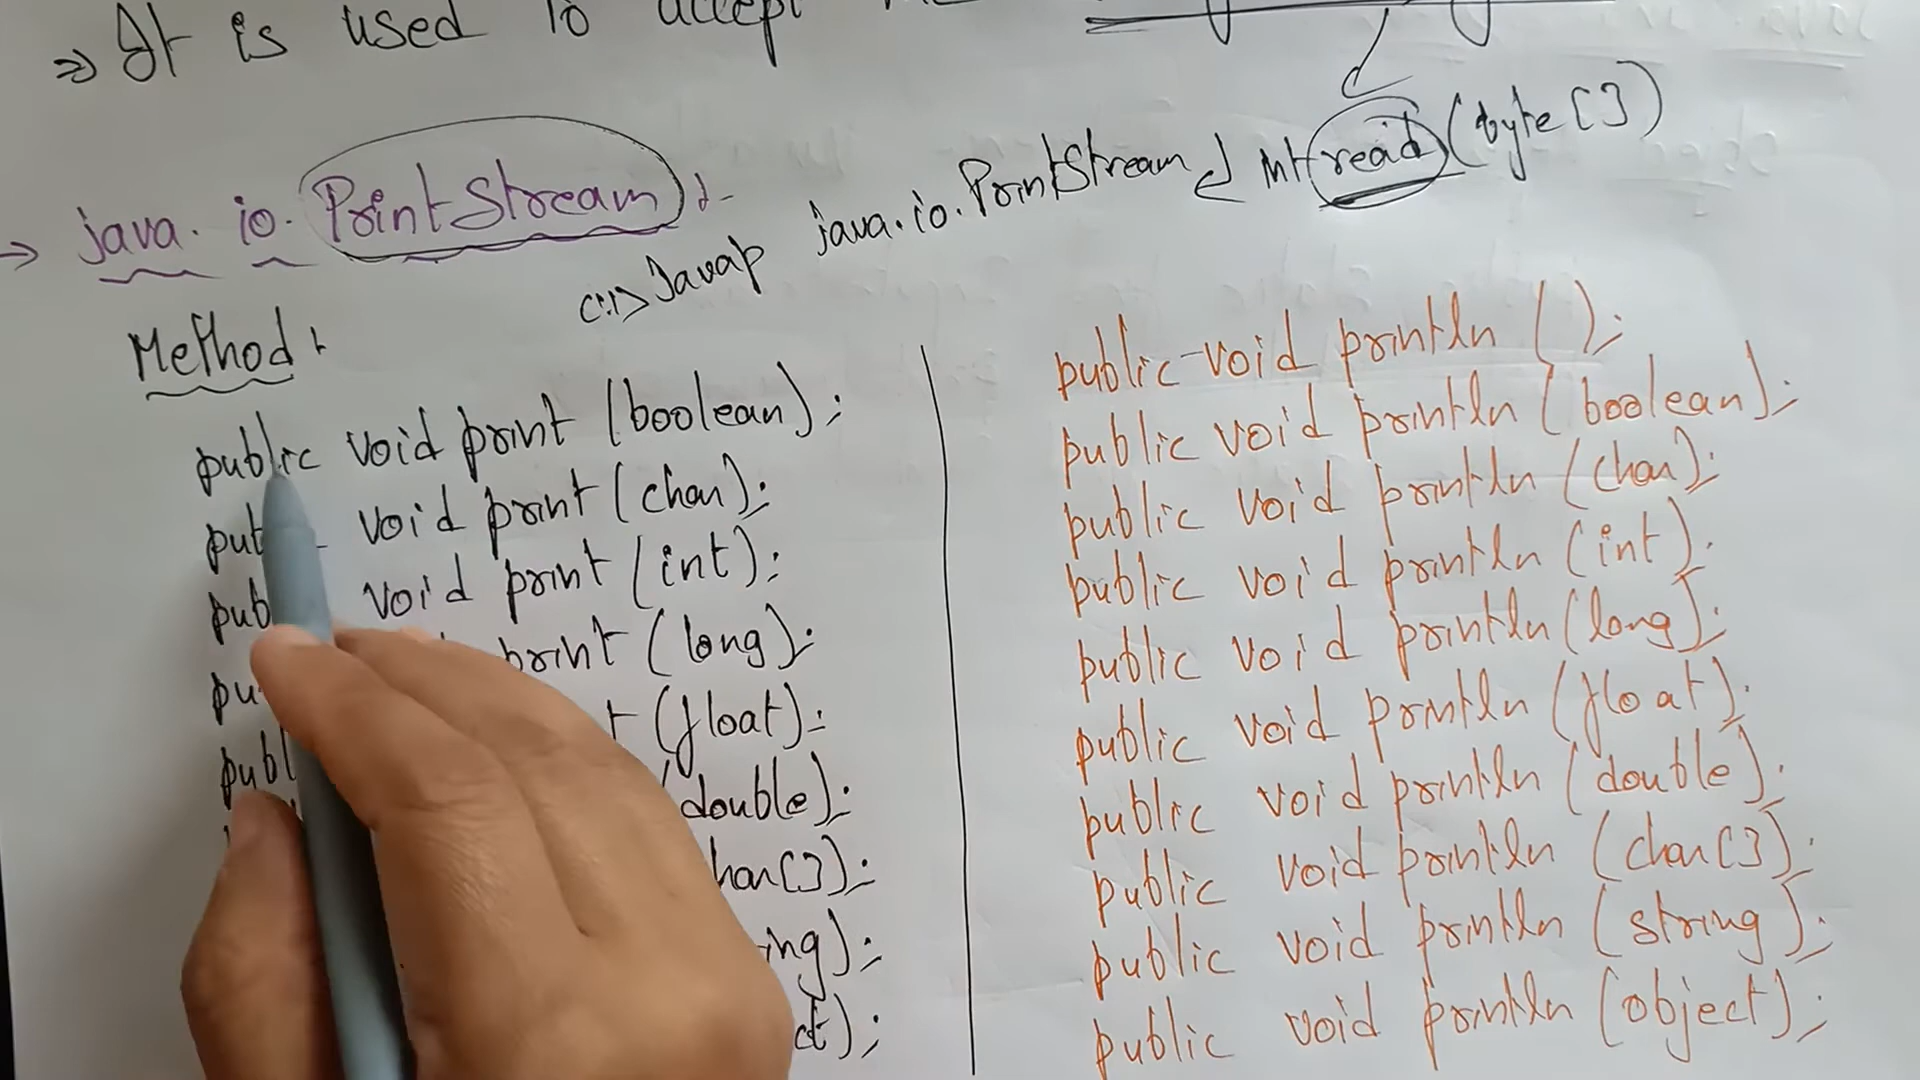 ⇒ It is used to accept
int read (byte[])
→ java.io.PrintStream :-
c:\>Javap java.io.PrintStream ↵
Method :
public void print (boolean);
void print (char);
void print (int);
print (long);
(float);
double);
har[]);
ing);
ct);
public void println ();
public void println (boolean);
public void println (char);
public void println (int);
public void println (long);
public void println (float);
public void println (double);
public void println (char[]);
public void println (string);
public void println (object);